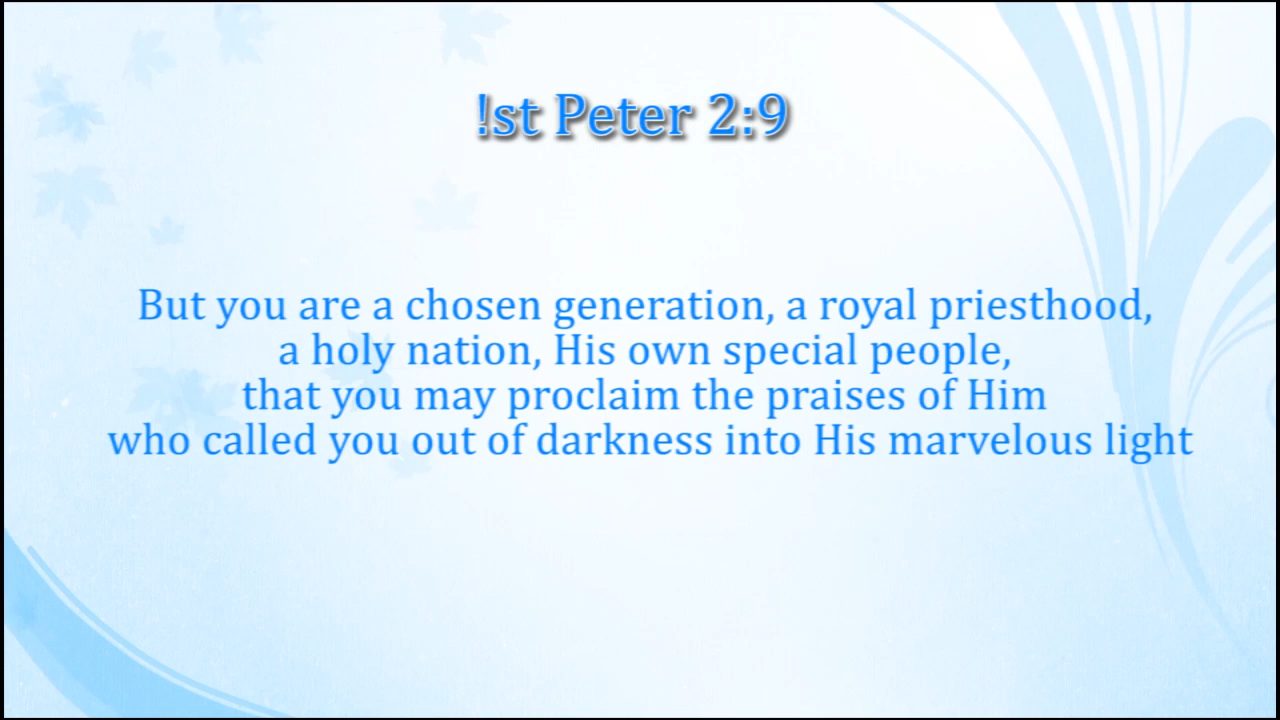 !st Peter 2:9
But you are a chosen generation, a royal priesthood,
a holy nation, His own special people,
that you may proclaim the praises of Him
who called you out of darkness into His marvelous light